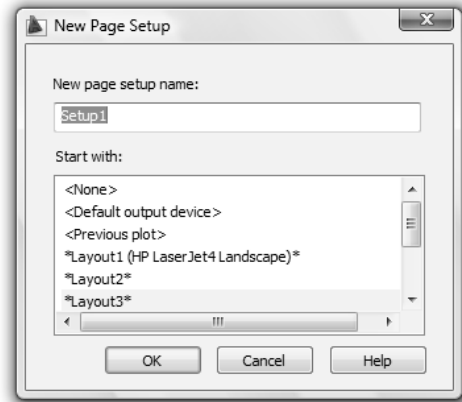 New Page Setup
New page setup name:
Setup1
Start with:
<None>
<Default output device>
<Previous plot>
*Layout1 (HP LaserJet4 Landscape)*
*Layout2*
*Layout3*
OK Cancel Help